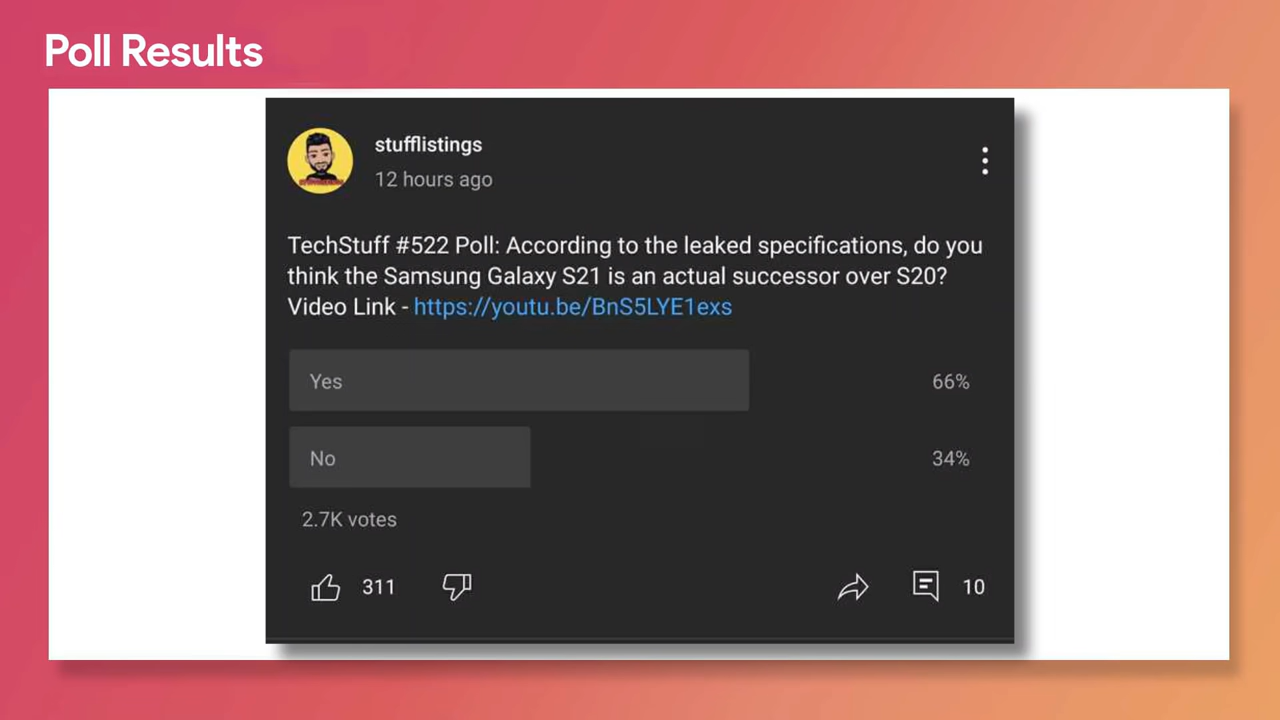 Poll Results
stufflistings
12 hours ago
TechStuff #522 Poll: According to the leaked specifications, do you
think the Samsung Galaxy S21 is an actual successor over S20?
Video Link - https://youtu.be/BnS5LYE1exs
Yes 66%
No 34%
2.7K votes
311 10